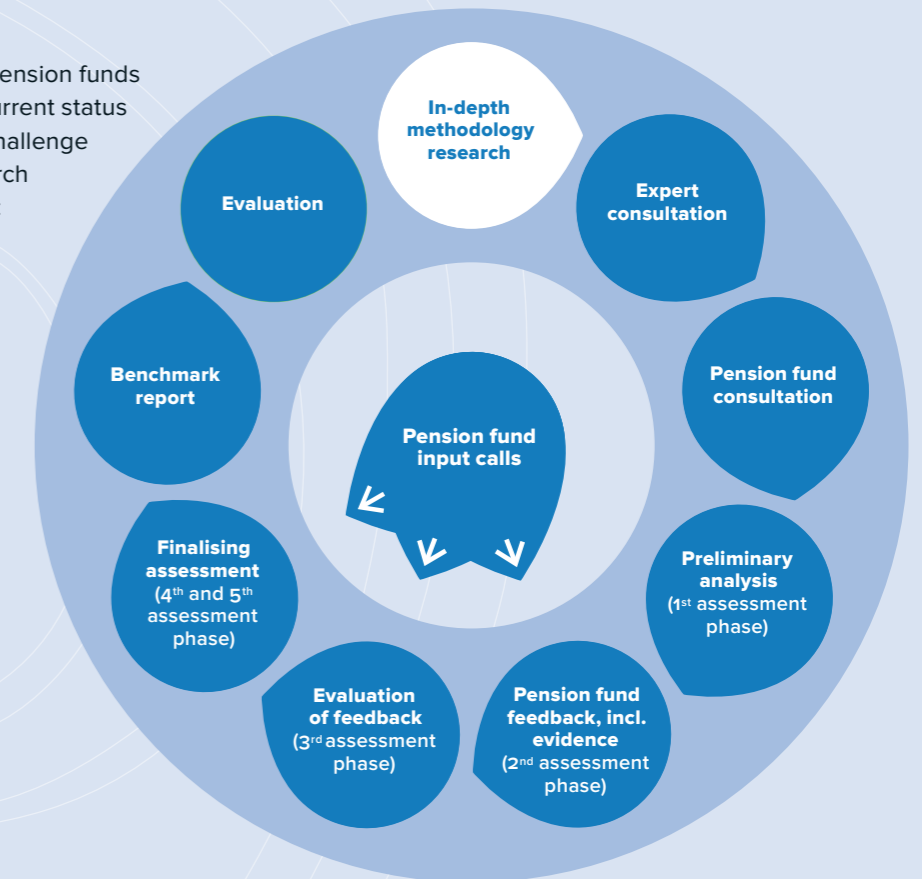 ension funds
urrent status
hallenge
rch
In-depth
methodology
research
Expert
consultation
Pension fund
consultation
Preliminary
analysis
(1st assessment
phase)
Pension fund
feedback, incl.
evidence
(2nd assessment
phase)
Evaluation
of feedback
(3rd assessment
phase)
Finalising
assessment
(4th and 5th
assessment
phase)
Benchmark
report
Evaluation
Pension fund
input calls